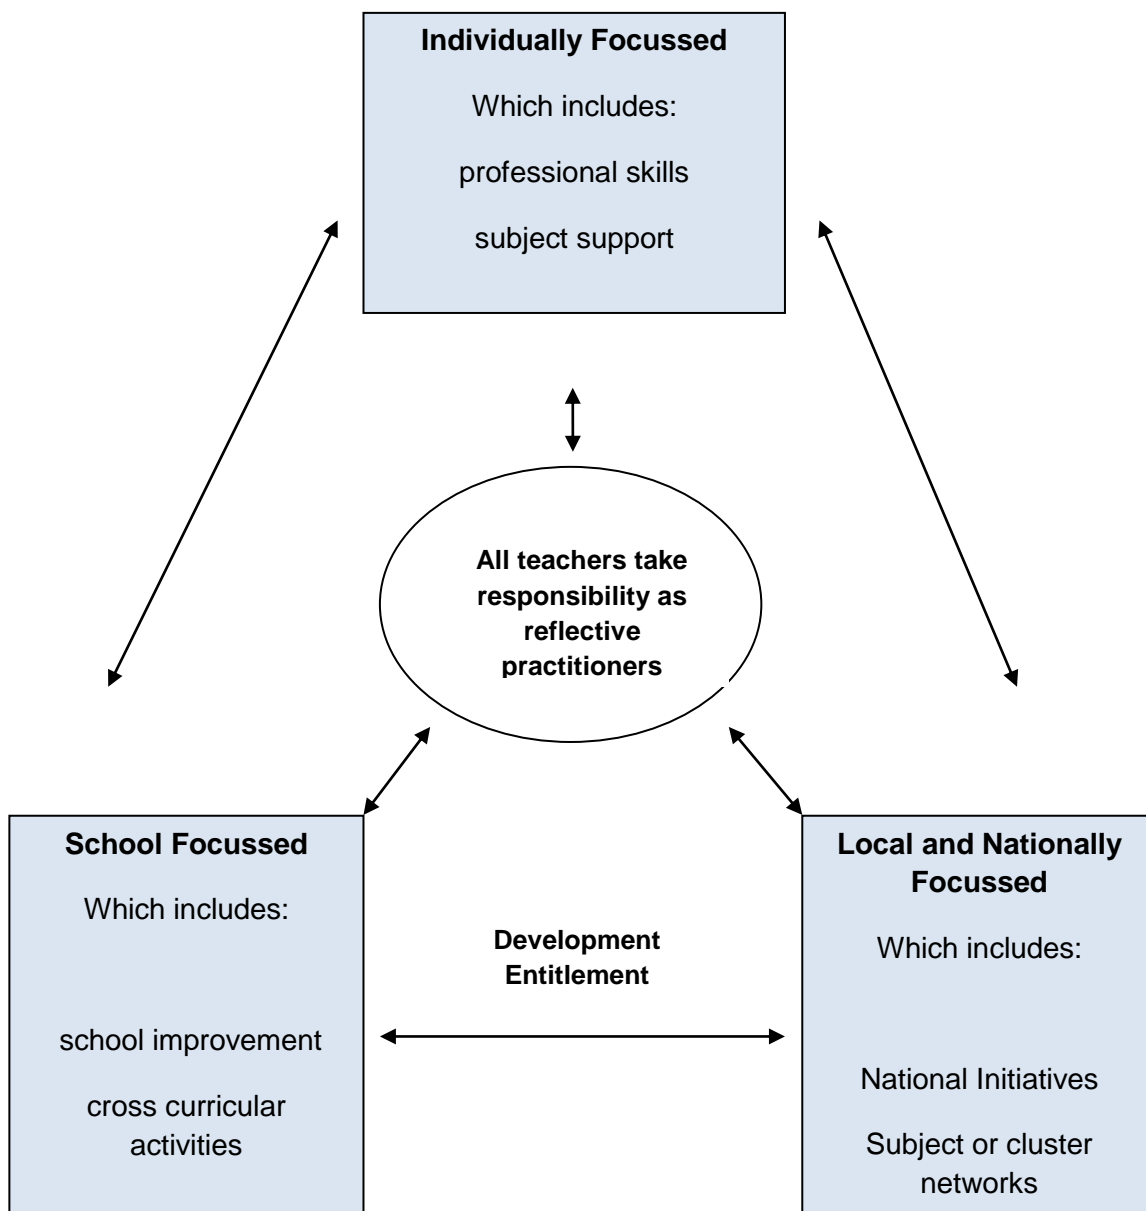 Individually Focussed
Which includes:
professional skills
subject support
All teachers take
responsibility as
reflective
practitioners
School Focussed
Which includes:
school improvement
cross curricular
activities
Development
Entitlement
Local and Nationally
Focussed
Which includes:
National Initiatives
Subject or cluster
networks